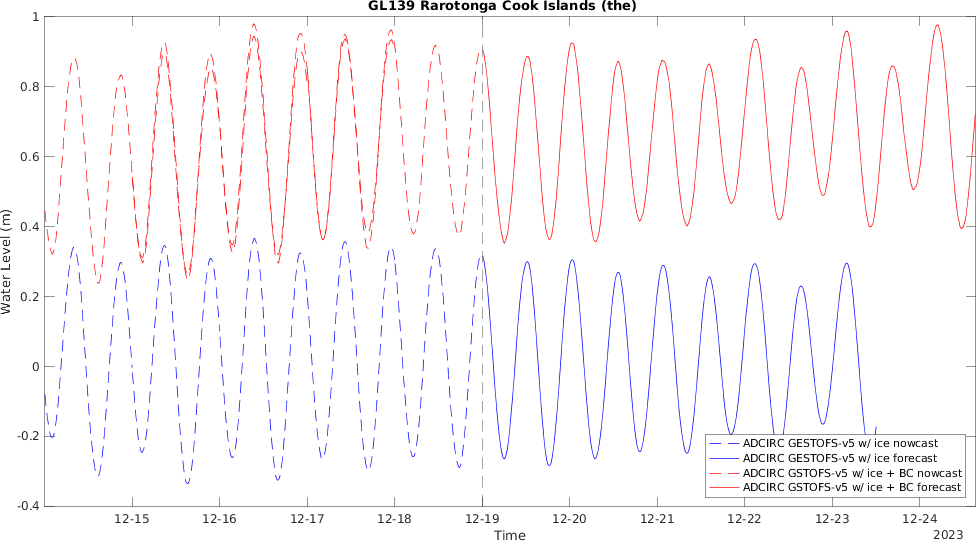 GL139 Rarotonga Cook Islands (the)
1
0.8
0.6
0.4
0.2
0
-0.2
-0.4
Water Level (m)
ADCIRC GESTOFS-v5 w/ ice nowcast
ADCIRC GESTOFS-v5 w/ ice forecast
ADCIRC GSTOFS-v5 w/ ice + BC nowcast
ADCIRC GSTOFS-v5 w/ ice + BC forecast
12-15 12-16 12-17 12-18 12-19 12-20 12-21 12-22 12-23 12-24
Time
2023